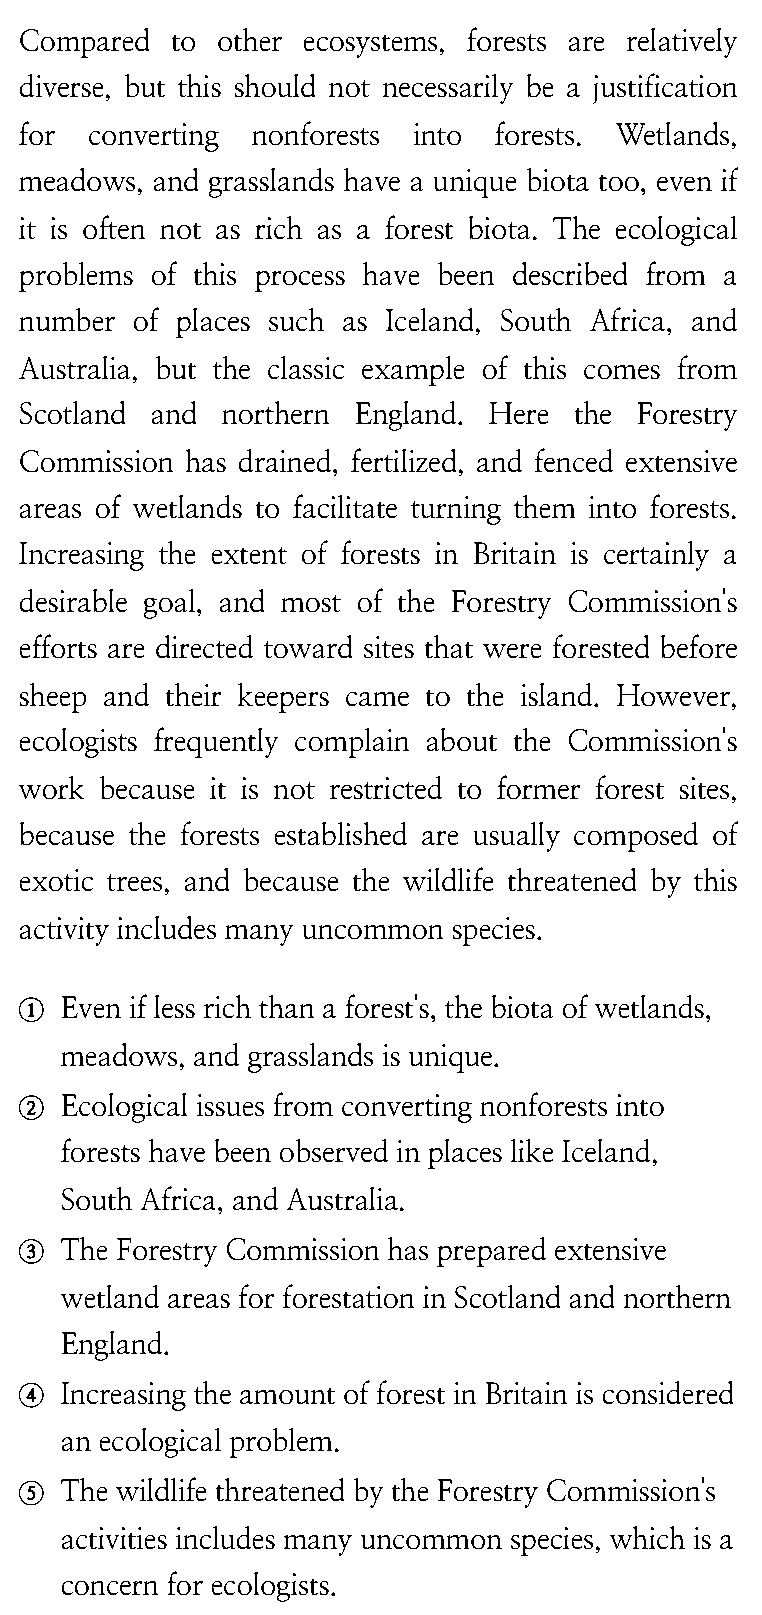 Compared to other ecosystems, forests are relatively
diverse, but this should not necessarily be a justification
for converting nonforests into forests. Wetlands,
meadows, and grasslands have a unique biota too, even if
it is often not as rich as a forest biota. The ecological
problems of this process have been described from a
number of places such as Iceland, South Africa, and
Australia, but the classic example of this comes from
Scotland and northern England. Here the Forestry
Commission has drained, fertilized, and fenced extensive
areas of wetlands to facilitate turning them into forests.
Increasing the extent of forests in Britain is certainly a
desirable goal, and most of the Forestry Commission's
efforts are directed toward sites that were forested before
sheep and their keepers came to the island. However,
ecologists frequently complain about the Commission's
work because it is not restricted to former forest sites,
because the forests established are usually composed of
exotic trees, and because the wildlife threatened by this
activity includes many uncommon species.
① Even if less rich than a forest's, the biota of wetlands,
meadows, and grasslands is unique.
② Ecological issues from converting nonforests into
forests have been observed in places like Iceland,
South Africa, and Australia.
③ The Forestry Commission has prepared extensive
wetland areas for forestation in Scotland and northern
England.
④ Increasing the amount of forest in Britain is considered
an ecological problem.
⑤ The wildlife threatened by the Forestry Commission's
activities includes many uncommon species, which is a
concern for ecologists.